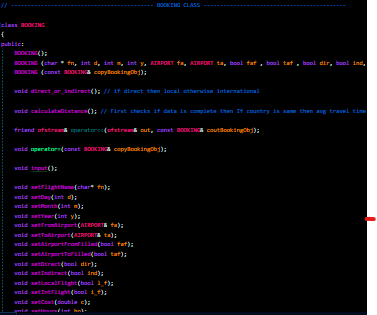 // -------------------------------------------- BOOKING CLASS --------------------------------------------
class BOOKING
{
public:
BOOKING();
BOOKING (char * fn, int d, int n, int y, AIRPORT fa, AIRPORT ta, bool faf , bool taf , bool dir, bool ind,
BOOKING (const BOOKING& copyBookingObj);
void direct_or_indirect(); // if direct then local otherwise international
void calculateDistance(); // First checks if data is complete then If country is same then avg travel time
friend ofstream& operator<<(ofstream& out, const BOOKING& coutBookingObj);
void operator=(const BOOKING& copyBookingObj);
void input();
void setFlightName(char* fn);
void setDay(int d);
void setMonth(int n);
void setYear(int y);
void setFromAirport(AIRPORT& fa);
void setToAirport(AIRPORT& ta);
void setAirportFromFilled(bool faf);
void setAirportToFilled(bool taf);
void setDirect(bool dir);
void setIndirect(bool ind);
void setLocalFlight(bool l_f);
void setIntFlight(bool i_f);
void setCost(double c);